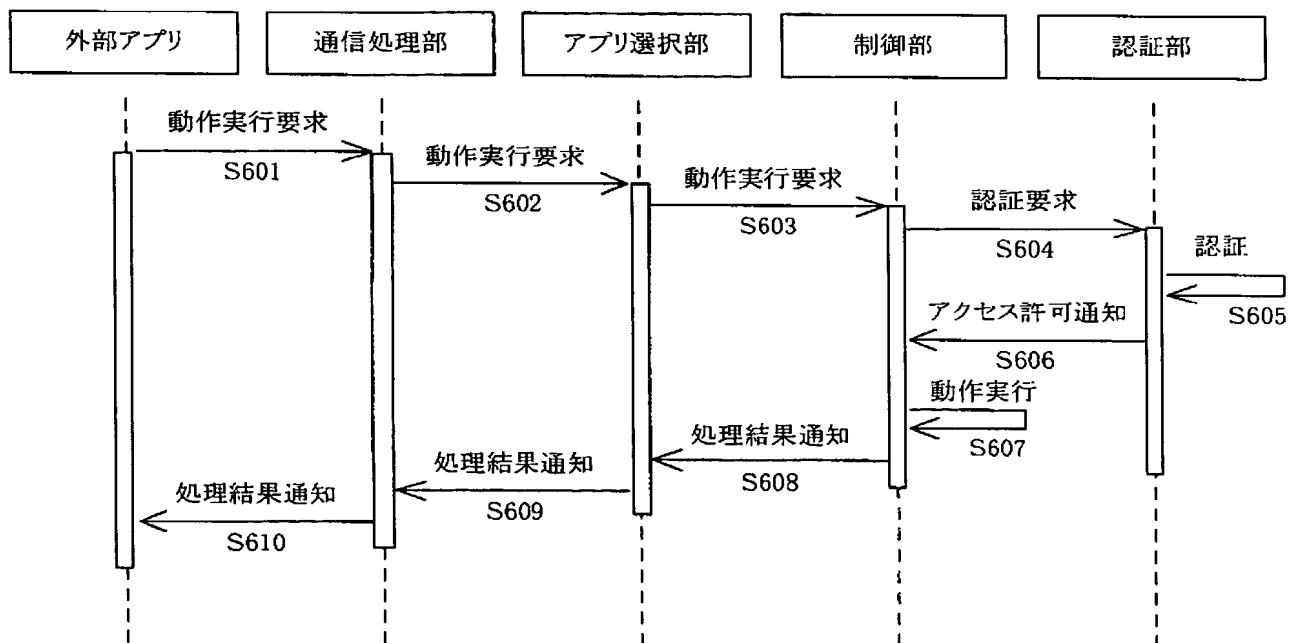 外部アプリ
通信処理部
アプリ選択部
制御部
認証部
動作実行要求
S601
動作実行要求
S602
動作実行要求
S603
認証要求
S604
認証
S605
アクセス許可通知
S606
動作実行
S607
処理結果通知
S608
処理結果通知
S609
処理結果通知
S610